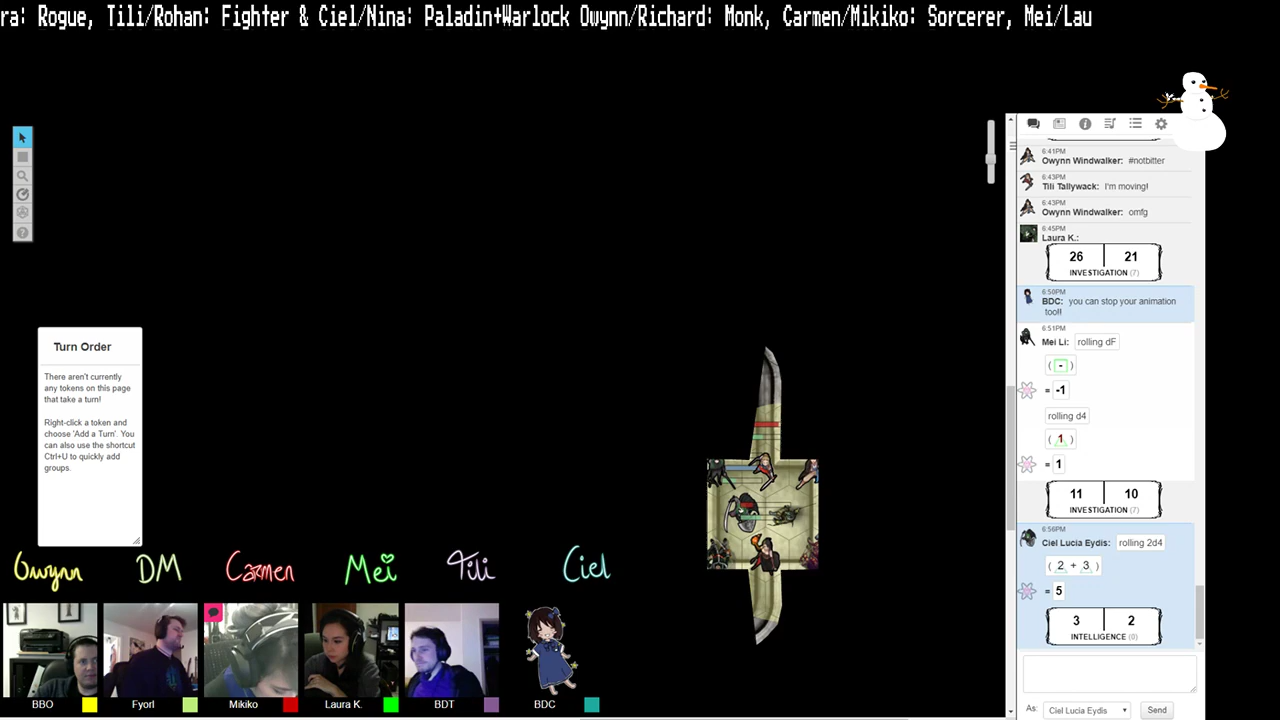 ra: Rogue, Tili/Rohan: Fighter & Ciel/Nina: Paladin+Warlock Owynn/Richard: Monk, Carmen/Mikiko: Sorcerer, Mei/Lau
6:41PM
Owynn Windwalker: #notbitter
6:43PM
Tili Tallywack: I'm moving!
6:43PM
Owynn Windwalker: omfg
6:45PM
Laura K.:
26 21
INVESTIGATION (7)
6:50PM
BDC: you can stop your animation
too!!
6:51PM
Mei Li: rolling dF
( - )
= -1
rolling d4
( 1 )
= 1
11 10
INVESTIGATION (7)
6:56PM
Ciel Lucia Eydis: rolling 2d4
( 2 + 3 )
= 5
3 2
INTELLIGENCE (0)
As: Ciel Lucia Eydis Send
Turn Order
There aren't currently
any tokens on this page
that take a turn!
Right-click a token and
choose 'Add a Turn'. You
can also use the shortcut
Ctrl+U to quickly add
groups.
Owynn DM Carmen Mei Tili Ciel
BBO Fyorl Mikiko Laura K. BDT BDC